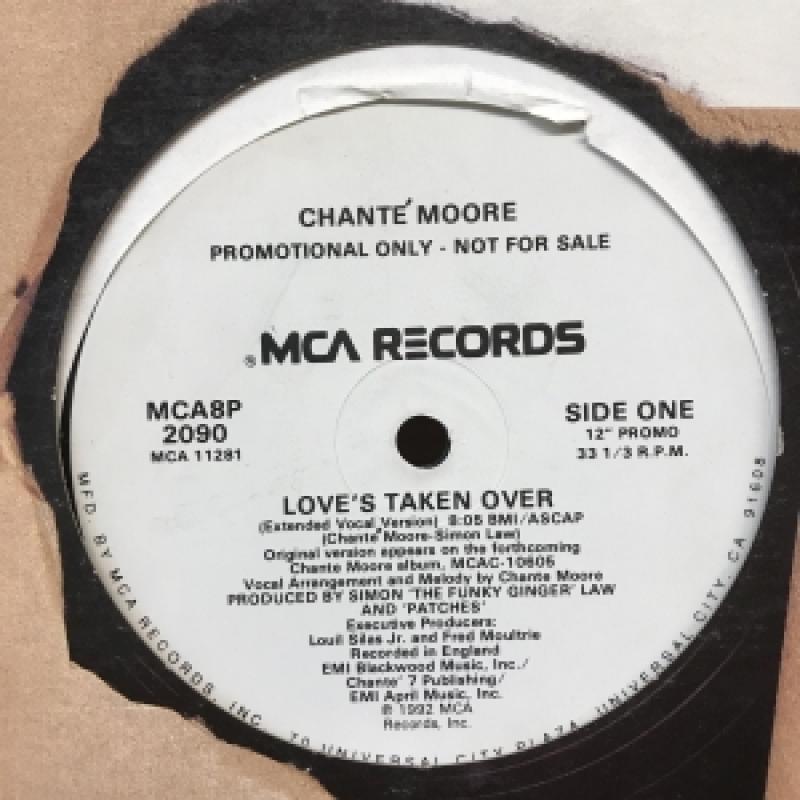 CHANTÉ MOORE
PROMOTIONAL ONLY - NOT FOR SALE
® MCA RECORDS
MCA8P
2090
MCA 11281
SIDE ONE
12" PROMO
33 1/3 R.P.M.
LOVE'S TAKEN OVER
(Extended Vocal Version) 8:05 BMI/ASCAP
(Chanté Moore-Simon Law)
Original version appears on the forthcoming
Chante Moore album, MCAC-10605
Vocal Arrangement and Melody by Chante Moore
PRODUCED BY SIMON 'THE FUNKY GINGER' LAW
AND 'PATCHES'
Executive Producers:
Louil Silas Jr. and Fred Moultrie
Recorded in England
EMI Blackwood Music, Inc./
Chante' 7 Publishing/
EMI April Music, Inc.
℗ 1992 MCA
Records, Inc.
MFD. BY MCA RECORDS, INC. 70 UNIVERSAL CITY PLAZA, UNIVERSAL CITY, CA 91608